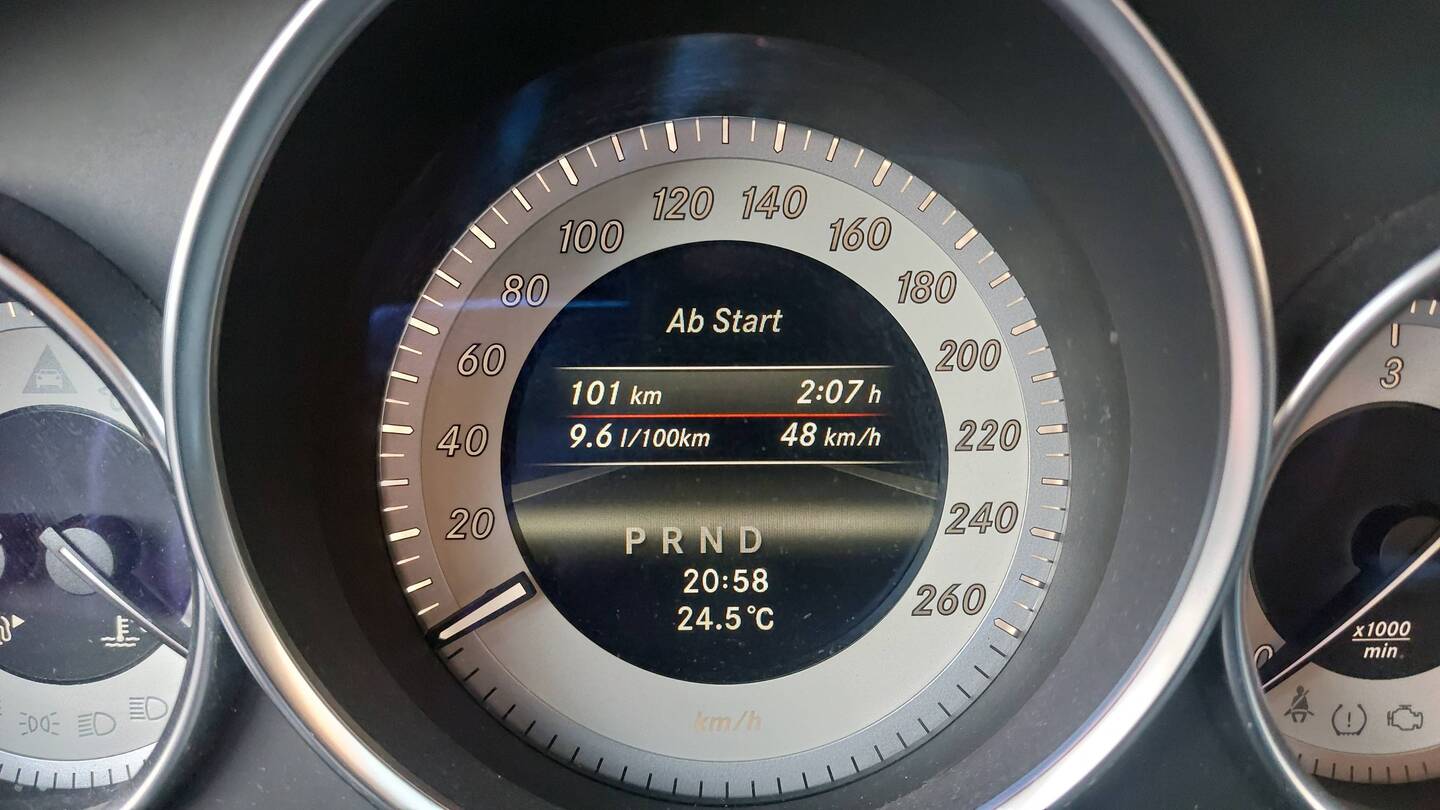 120 140
100 160
80 180
Ab Start
60 200
3
101 km 2:07 h
9.6 l/100km 48 km/h
40 220
20 240
P R N D
20:58
260
24.5°C
x1000
min
0
km/h